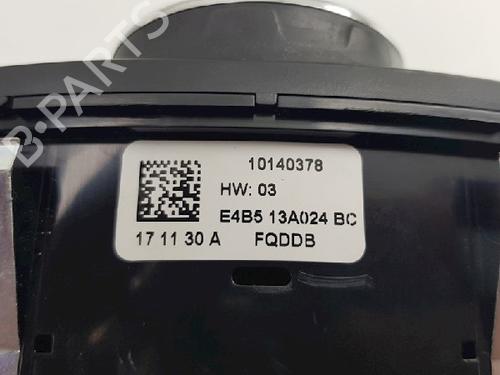 B-PARTS
10140378
HW: 03
E4B5 13A024 BC
17 11 30 A FQDDB